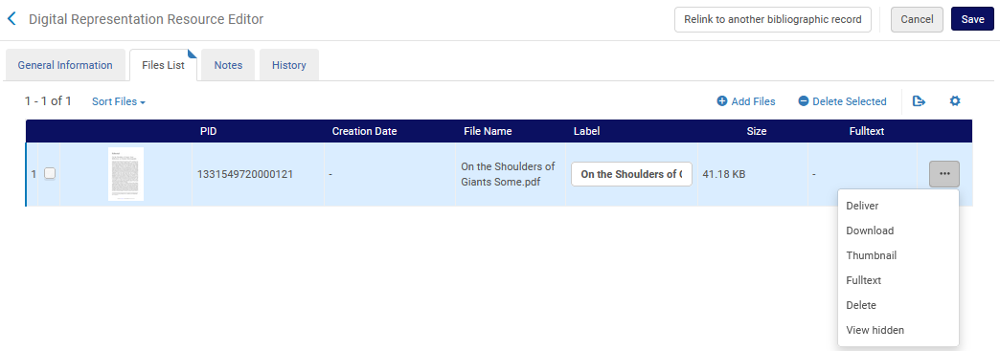 Digital Representation Resource Editor
Relink to another bibliographic record
Cancel
Save
General Information
Files List
Notes
History
1 - 1 of 1
Sort Files
Add Files
Delete Selected
PID
Creation Date
File Name
Label
Size
Fulltext
1
1331549720000121
-
On the Shoulders of
Giants Some.pdf
On the Shoulders of
41.18 KB
-
Deliver
Download
Thumbnail
Fulltext
Delete
View hidden